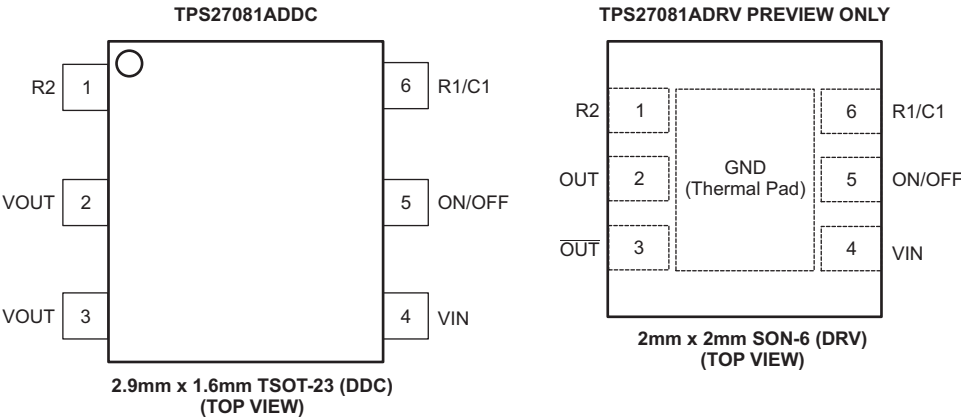 TPS27081ADDC
R2 1
6 R1/C1
VOUT 2
5 ON/OFF
VOUT 3
4 VIN
2.9mm x 1.6mm TSOT-23 (DDC)
(TOP VIEW)
TPS27081ADRV PREVIEW ONLY
R2 1
6 R1/C1
OUT 2
GND
(Thermal Pad)
5 ON/OFF
OUT 3
4 VIN
2mm x 2mm SON-6 (DRV)
(TOP VIEW)